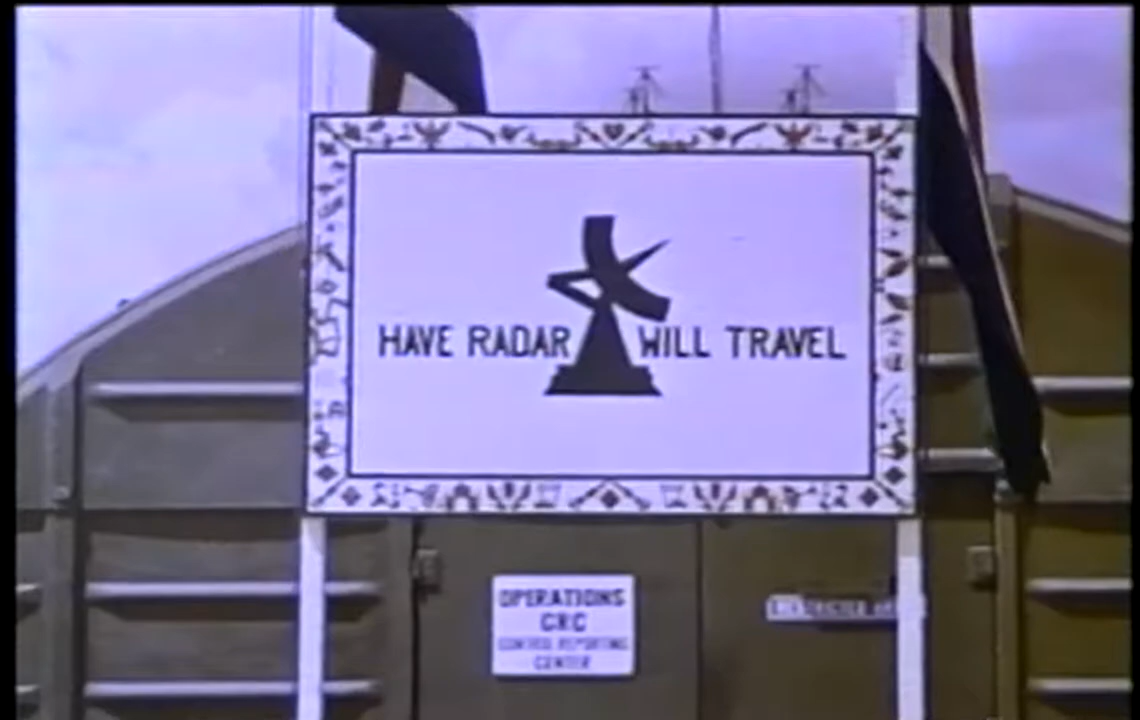 HAVE RADAR WILL TRAVEL
OPERATIONS
CRC
CONTROL REPORTING
CENTER